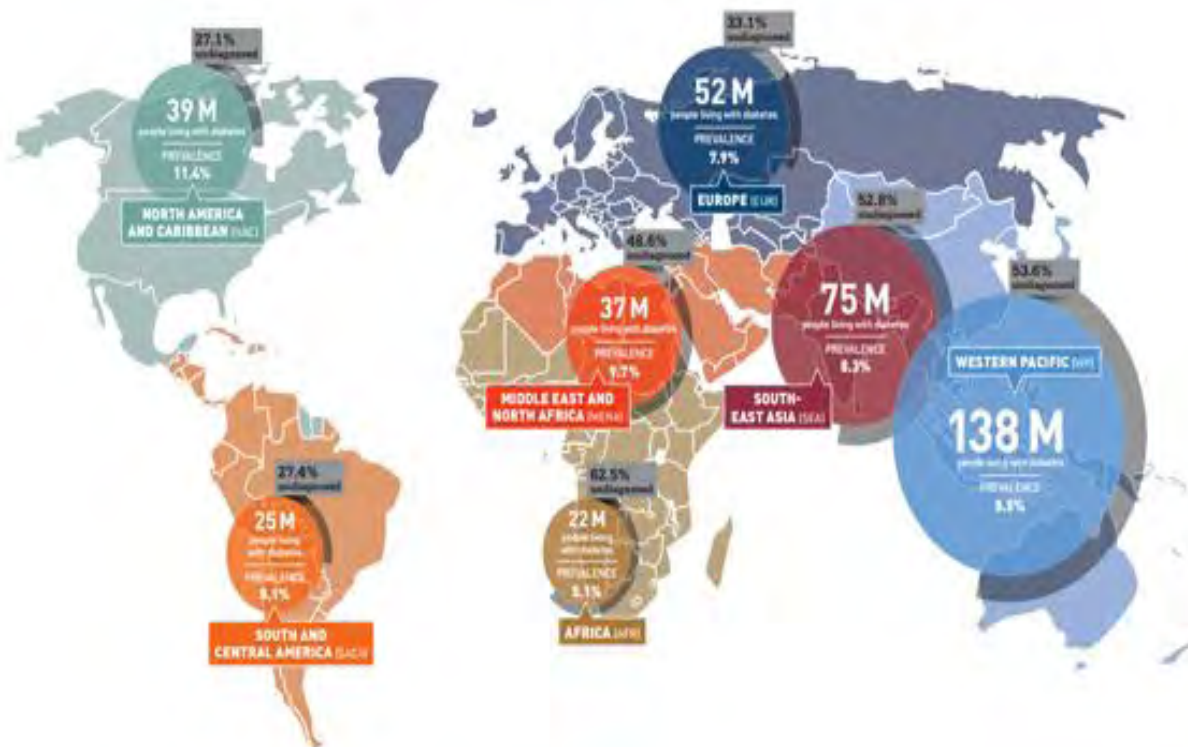 27.1%
undiagnosed
39 M
people living with diabetes
PREVALENCE
11.4%
NORTH AMERICA
AND CARIBBEAN (NAC)
33.1%
undiagnosed
52 M
people living with diabetes
PREVALENCE
7.9%
EUROPE (EUR)
48.6%
undiagnosed
37 M
people living with diabetes
PREVALENCE
9.7%
MIDDLE EAST AND
NORTH AFRICA (MENA)
52.8%
undiagnosed
75 M
people living with diabetes
PREVALENCE
8.3%
SOUTH-
EAST ASIA (SEA)
53.6%
undiagnosed
WESTERN PACIFIC (WP)
138 M
people living with diabetes
PREVALENCE
27.4%
undiagnosed
25 M
people living
with diabetes
PREVALENCE
SOUTH AND
CENTRAL AMERICA (SACA)
62.5%
undiagnosed
22 M
people living
with diabetes
PREVALENCE
5.1%
AFRICA (AFR)